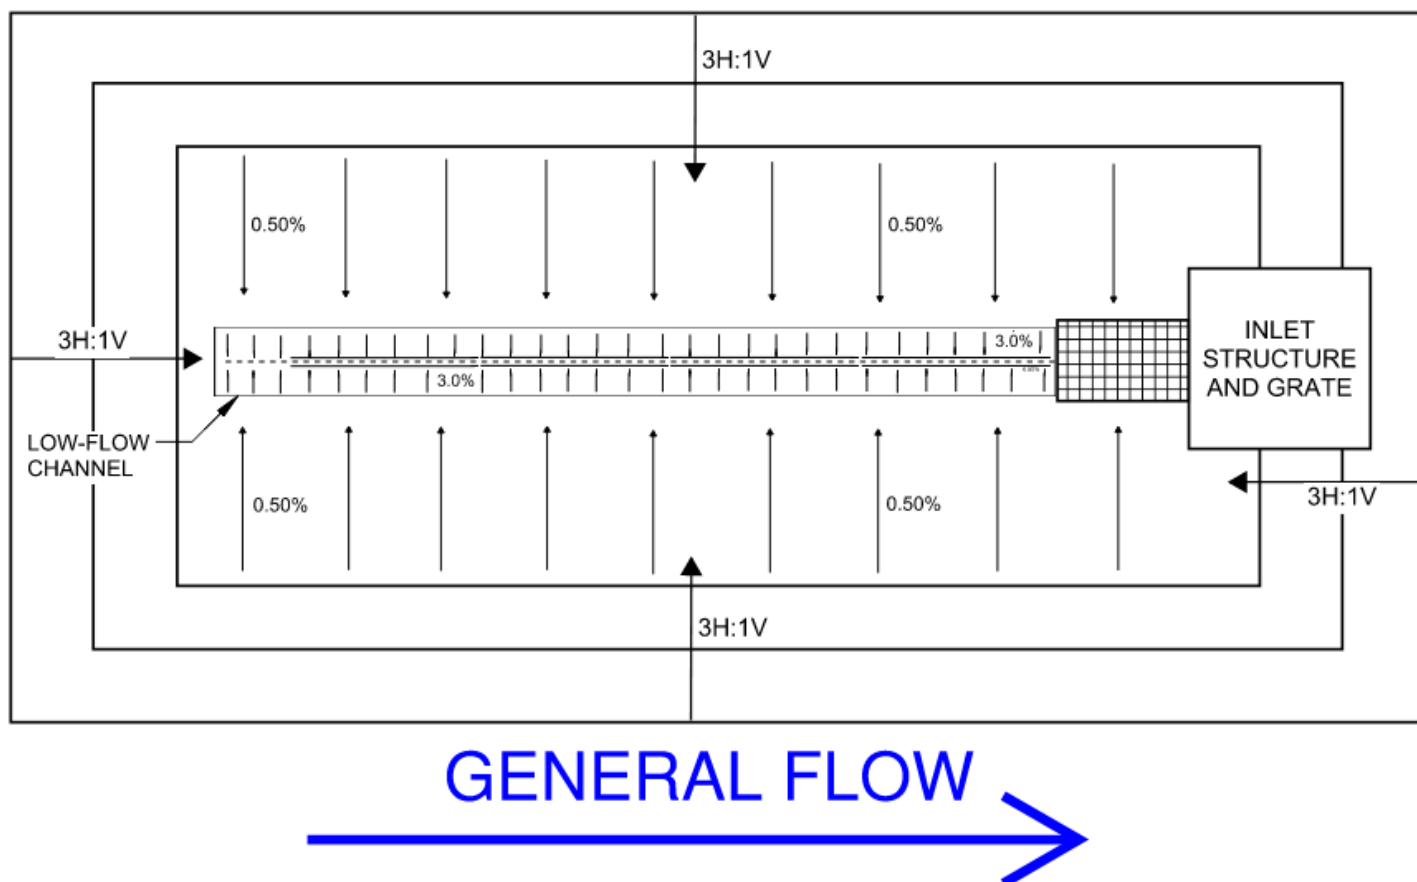 3H:1V
0.50%
0.50%
3H:1V
3.0%
3.0%
INLET
STRUCTURE
AND GRATE
LOW-FLOW
CHANNEL
0.50%
0.50%
3H:1V
3H:1V
GENERAL FLOW